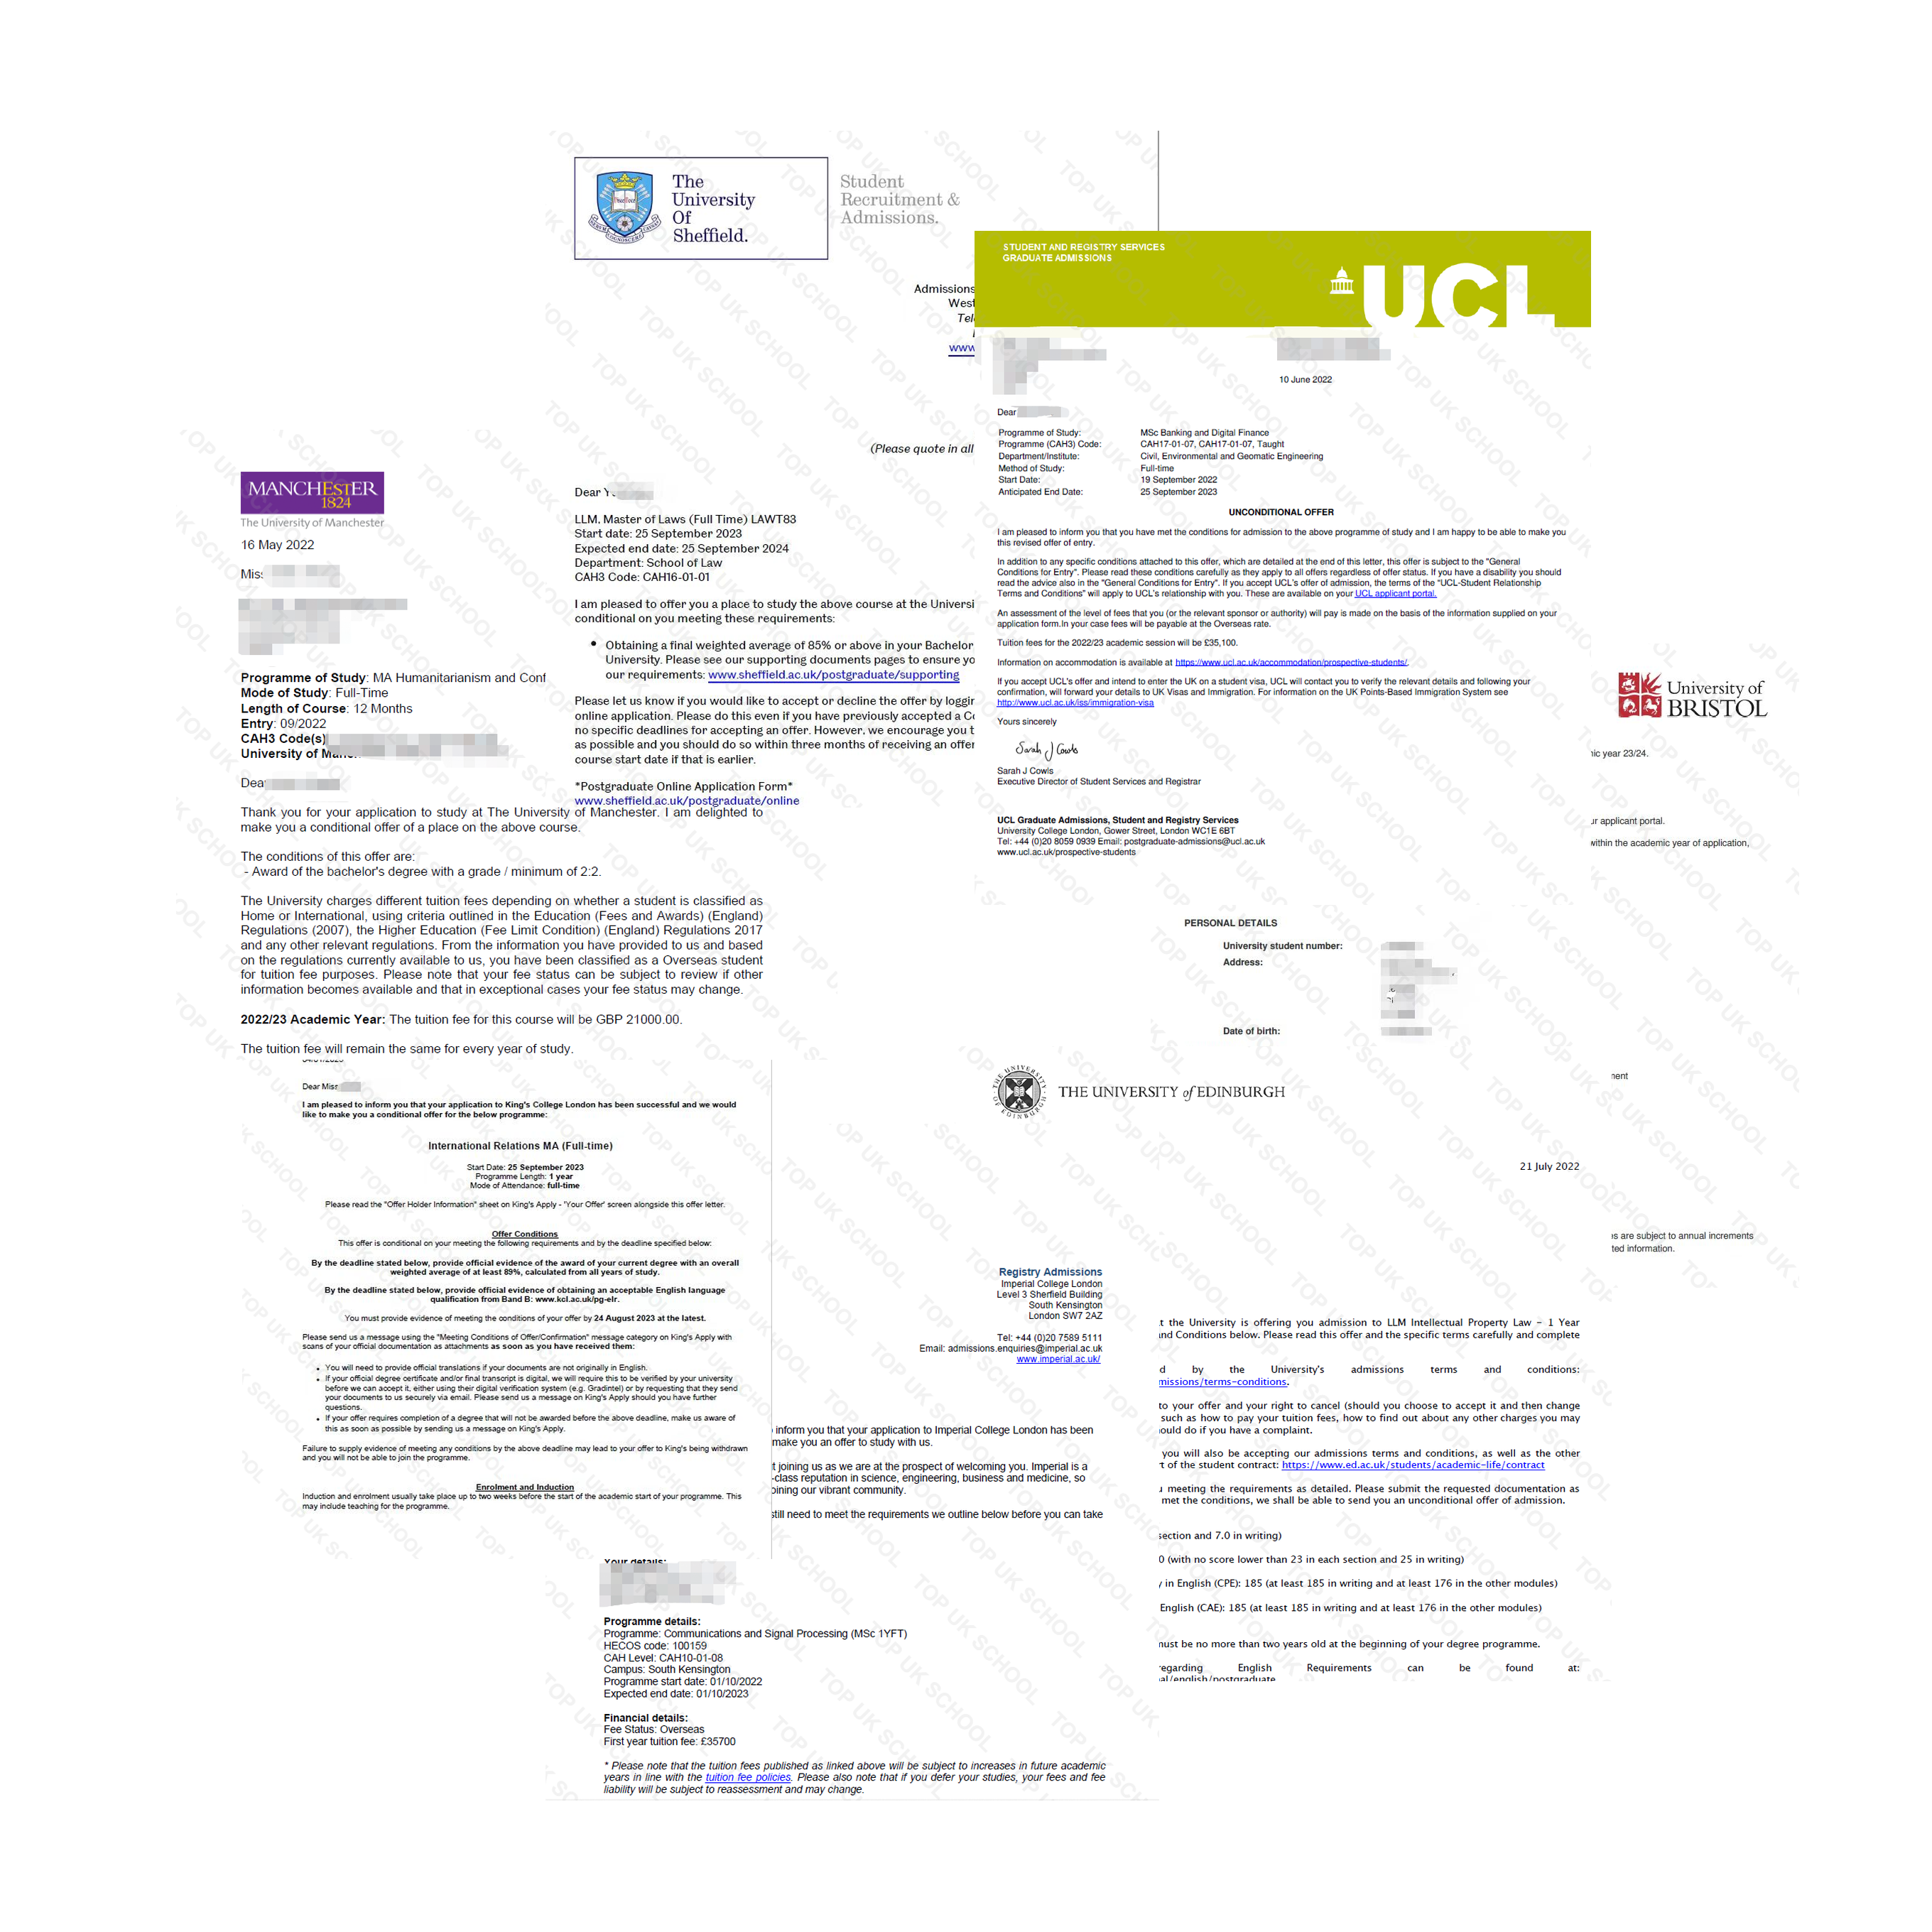 The
University
Of
Sheffield.
Student
Recruitment &
Admissions.
Admissions
West
(Please quote in all
Dear Y
LLM, Master of Laws (Full Time) LAWT83
Start date: 25 September 2023
Expected end date: 25 September 2024
Department: School of Law
CAH3 Code: CAH16-01-01
I am pleased to offer you a place to study the above course at the Universi
conditional on you meeting these requirements:
• Obtaining a final weighted average of 85% or above in your Bachelor
University. Please see our supporting documents pages to ensure yo
our requirements: www.sheffield.ac.uk/postgraduate/supporting
Please let us know if you would like to accept or decline the offer by loggin
online application. Please do this even if you have previously accepted a Co
no specific deadlines for accepting an offer. However, we encourage you t
as possible and you should do so within three months of receiving an offer
course start date if that is earlier.
*Postgraduate Online Application Form*
www.sheffield.ac.uk/postgraduate/online
STUDENT AND REGISTRY SERVICES
GRADUATE ADMISSIONS
UCL
10 June 2022
Dear
Programme of Study: MSc Banking and Digital Finance
Programme (CAH3) Code: CAH17-01-07, CAH17-01-07, Taught
Department/Institute: Civil, Environmental and Geomatic Engineering
Method of Study: Full-time
Start Date: 19 September 2022
Anticipated End Date: 25 September 2023
UNCONDITIONAL OFFER
I am pleased to inform you that you have met the conditions for admission to the above programme of study and I am happy to be able to make you
this revised offer of entry.
In addition to any specific conditions attached to this offer, which are detailed at the end of this letter, this offer is subject to the "General
Conditions for Entry". Please read these conditions carefully as they apply to all offers regardless of offer status. If you have a disability you should
read the advice also in the "General Conditions for Entry". If you accept UCL's offer of admission, the terms of the "UCL-Student Relationship
Terms and Conditions" will apply to UCL's relationship with you. These are available on your UCL applicant portal.
An assessment of the level of fees that you (or the relevant sponsor or authority) will pay is made on the basis of the information supplied on your
application form.In your case fees will be payable at the Overseas rate.
Tuition fees for the 2022/23 academic session will be £35,100.
Information on accommodation is available at https://www.ucl.ac.uk/accommodation/prospective-students/.
If you accept UCL's offer and intend to enter the UK on a student visa, UCL will contact you to verify the relevant details and following your
confirmation, will forward your details to UK Visas and Immigration. For information on the UK Points-Based Immigration System see
http://www.ucl.ac.uk/iss/immigration-visa
Yours sincerely
Sarah J Cowls
Sarah J Cowls
Executive Director of Student Services and Registrar
UCL Graduate Admissions, Student and Registry Services
University College London, Gower Street, London WC1E 6BT
Tel: +44 (0)20 8059 0939 Email: postgraduate-admissions@ucl.ac.uk
www.ucl.ac.uk/prospective-students
MANCHESTER
1824
The University of Manchester
16 May 2022
Miss
Programme of Study: MA Humanitarianism and Conf
Mode of Study: Full-Time
Length of Course: 12 Months
Entry: 09/2022
CAH3 Code(s)
University of Man
Dea
Thank you for your application to study at The University of Manchester. I am delighted to
make you a conditional offer of a place on the above course.
The conditions of this offer are:
- Award of the bachelor's degree with a grade / minimum of 2:2.
The University charges different tuition fees depending on whether a student is classified as
Home or International, using criteria outlined in the Education (Fees and Awards) (England)
Regulations (2007), the Higher Education (Fee Limit Condition) (England) Regulations 2017
and any other relevant regulations. From the information you have provided to us and based
on the regulations currently available to us, you have been classified as a Overseas student
for tuition fee purposes. Please note that your fee status can be subject to review if other
information becomes available and that in exceptional cases your fee status may change.
2022/23 Academic Year: The tuition fee for this course will be GBP 21000.00.
The tuition fee will remain the same for every year of study.
University of
BRISTOL
ic year 23/24.
ur applicant portal.
within the academic year of application,
PERSONAL DETAILS
University student number:
Address:
Date of birth:
nent
s are subject to annual increments
ted information.
Dear Miss
I am pleased to inform you that your application to King's College London has been successful and we would
like to make you a conditional offer for the below programme:
International Relations MA (Full-time)
Start Date: 25 September 2023
Programme Length: 1 year
Mode of Attendance: full-time
Please read the "Offer Holder Information" sheet on King's Apply - 'Your Offer' screen alongside this offer letter.
Offer Conditions
This offer is conditional on your meeting the following requirements and by the deadline specified below:
By the deadline stated below, provide official evidence of the award of your current degree with an overall
weighted average of at least 89%, calculated from all years of study.
By the deadline stated below, provide official evidence of obtaining an acceptable English language
qualification from Band B: www.kcl.ac.uk/pg-elr.
You must provide evidence of meeting the conditions of your offer by 24 August 2023 at the latest.
Please send us a message using the "Meeting Conditions of Offer/Confirmation" message category on King's Apply with
scans of your official documentation as attachments as soon as you have received them:
• You will need to provide official translations if your documents are not originally in English.
• If your official degree certificate and/or final transcript is digital, we will require this to be verified by your university
before we can accept it, either using their digital verification system (e.g. Gradintel) or by requesting that they send
your documents to us securely via email. Please send us a message on King's Apply should you have further
questions.
• If your offer requires completion of a degree that will not be awarded before the above deadline, make us aware of
this as soon as possible by sending us a message on King's Apply.
Failure to supply evidence of meeting any conditions by the above deadline may lead to your offer to King's being withdrawn
and you will not be able to join the programme.
Enrolment and Induction
Induction and enrolment usually take place up to two weeks before the start of the academic start of your programme. This
may include teaching for the programme.
THE UNIVERSITY of EDINBURGH
21 July 2022
t the University is offering you admission to LLM Intellectual Property Law – 1 Year
and Conditions below. Please read this offer and the specific terms carefully and complete
d by the University's admissions terms and conditions:
missions/terms-conditions.
to your offer and your right to cancel (should you choose to accept it and then change
such as how to pay your tuition fees, how to find out about any other charges you may
ould do if you have a complaint.
you will also be accepting our admissions terms and conditions, as well as the other
t of the student contract: https://www.ed.ac.uk/students/academic-life/contract
meeting the requirements as detailed. Please submit the requested documentation as
met the conditions, we shall be able to send you an unconditional offer of admission.
section and 7.0 in writing)
0 (with no score lower than 23 in each section and 25 in writing)
y in English (CPE): 185 (at least 185 in writing and at least 176 in the other modules)
English (CAE): 185 (at least 185 in writing and at least 176 in the other modules)
must be no more than two years old at the beginning of your degree programme.
regarding English Requirements can be found at:
al/english/postgraduate
Registry Admissions
Imperial College London
Level 3 Sherfield Building
South Kensington
London SW7 2AZ
Tel: +44 (0)20 7589 5111
Email: admissions.enquiries@imperial.ac.uk
www.imperial.ac.uk/
inform you that your application to Imperial College London has been
make you an offer to study with us.
t joining us as we are at the prospect of welcoming you. Imperial is a
-class reputation in science, engineering, business and medicine, so
oining our vibrant community.
still need to meet the requirements we outline below before you can take
Your details:
Programme details:
Programme: Communications and Signal Processing (MSc 1YFT)
HECOS code: 100159
CAH Level: CAH10-01-08
Campus: South Kensington
Programme start date: 01/10/2022
Expected end date: 01/10/2023
Financial details:
Fee Status: Overseas
First year tuition fee: £35700
* Please note that the tuition fees published as linked above will be subject to increases in future academic
years in line with the tuition fee policies. Please also note that if you defer your studies, your fees and fee
liability will be subject to reassessment and may change.
TOP UK SCHOOL